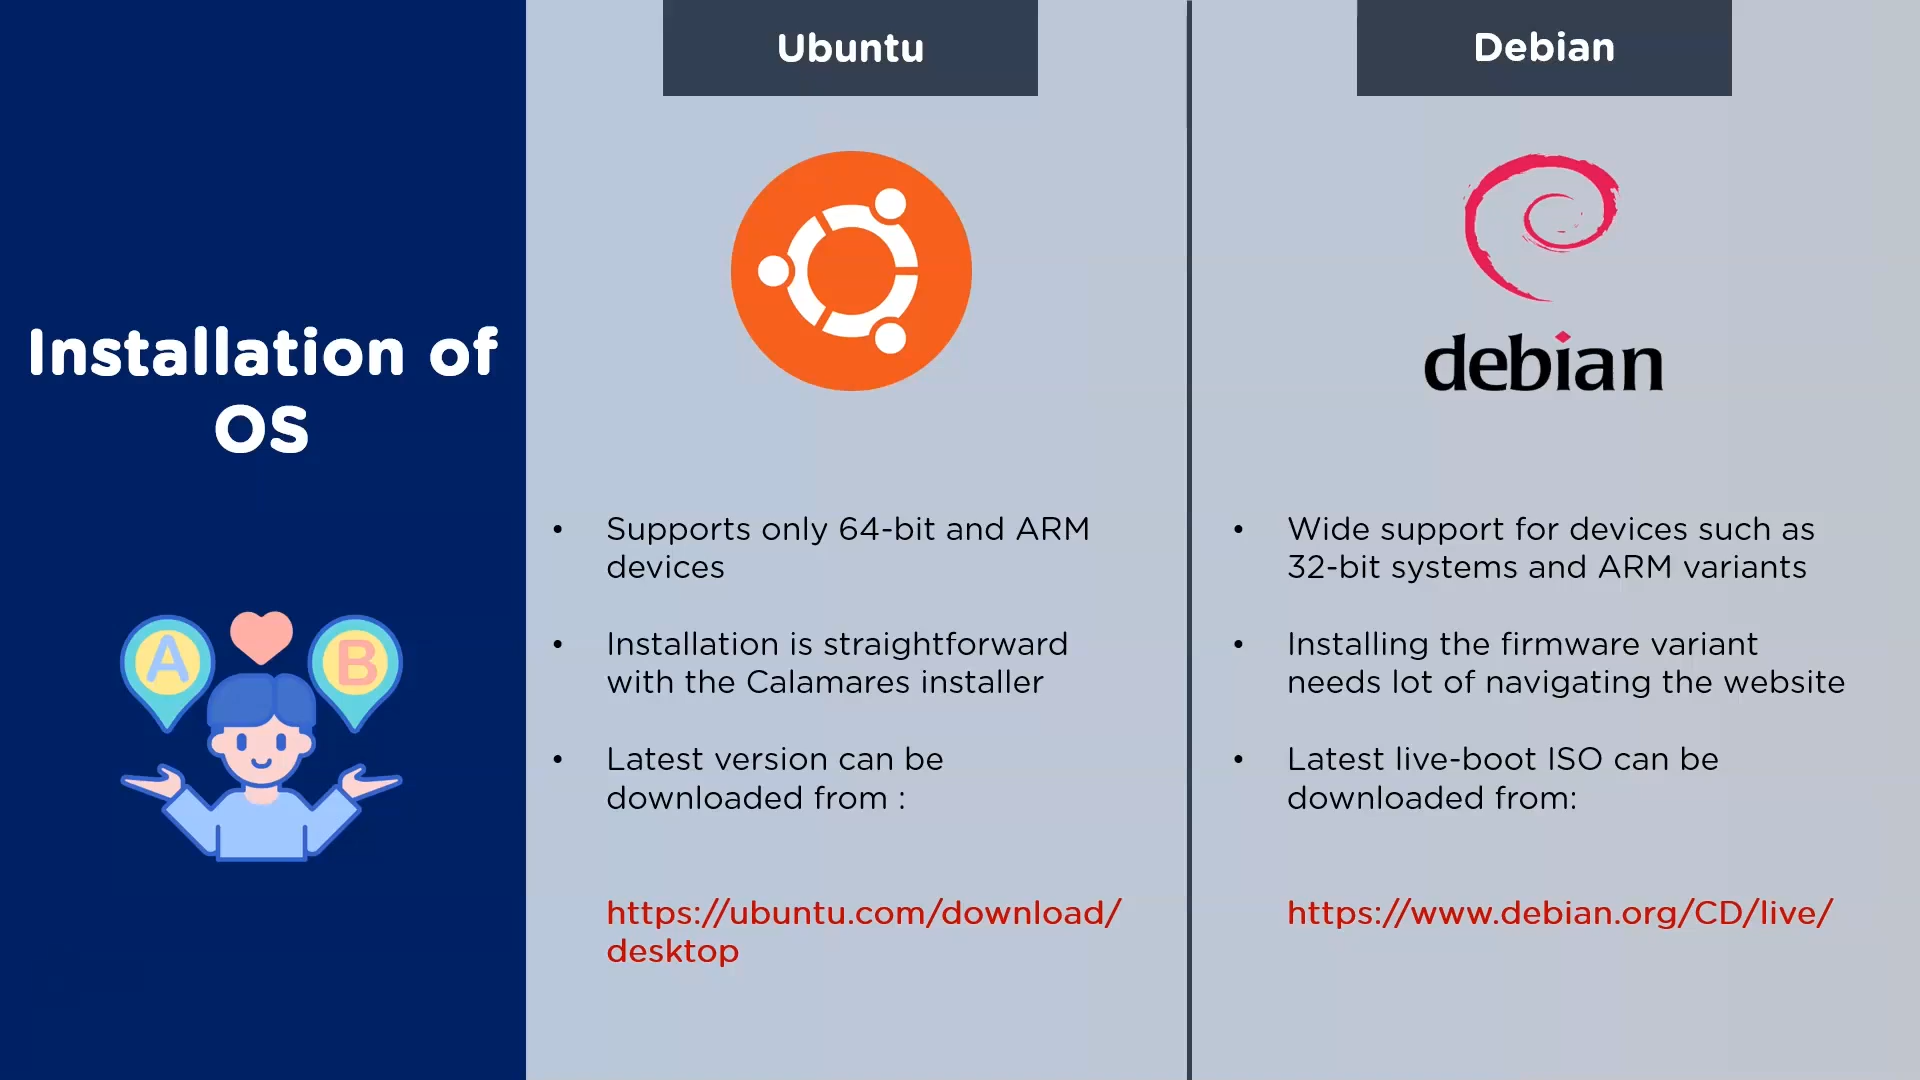 Installation of
OS
A
B
Ubuntu
• Supports only 64-bit and ARM
devices
• Installation is straightforward
with the Calamares installer
• Latest version can be
downloaded from :
https://ubuntu.com/download/
desktop
Debian
debian
• Wide support for devices such as
32-bit systems and ARM variants
• Installing the firmware variant
needs lot of navigating the website
• Latest live-boot ISO can be
downloaded from:
https://www.debian.org/CD/live/